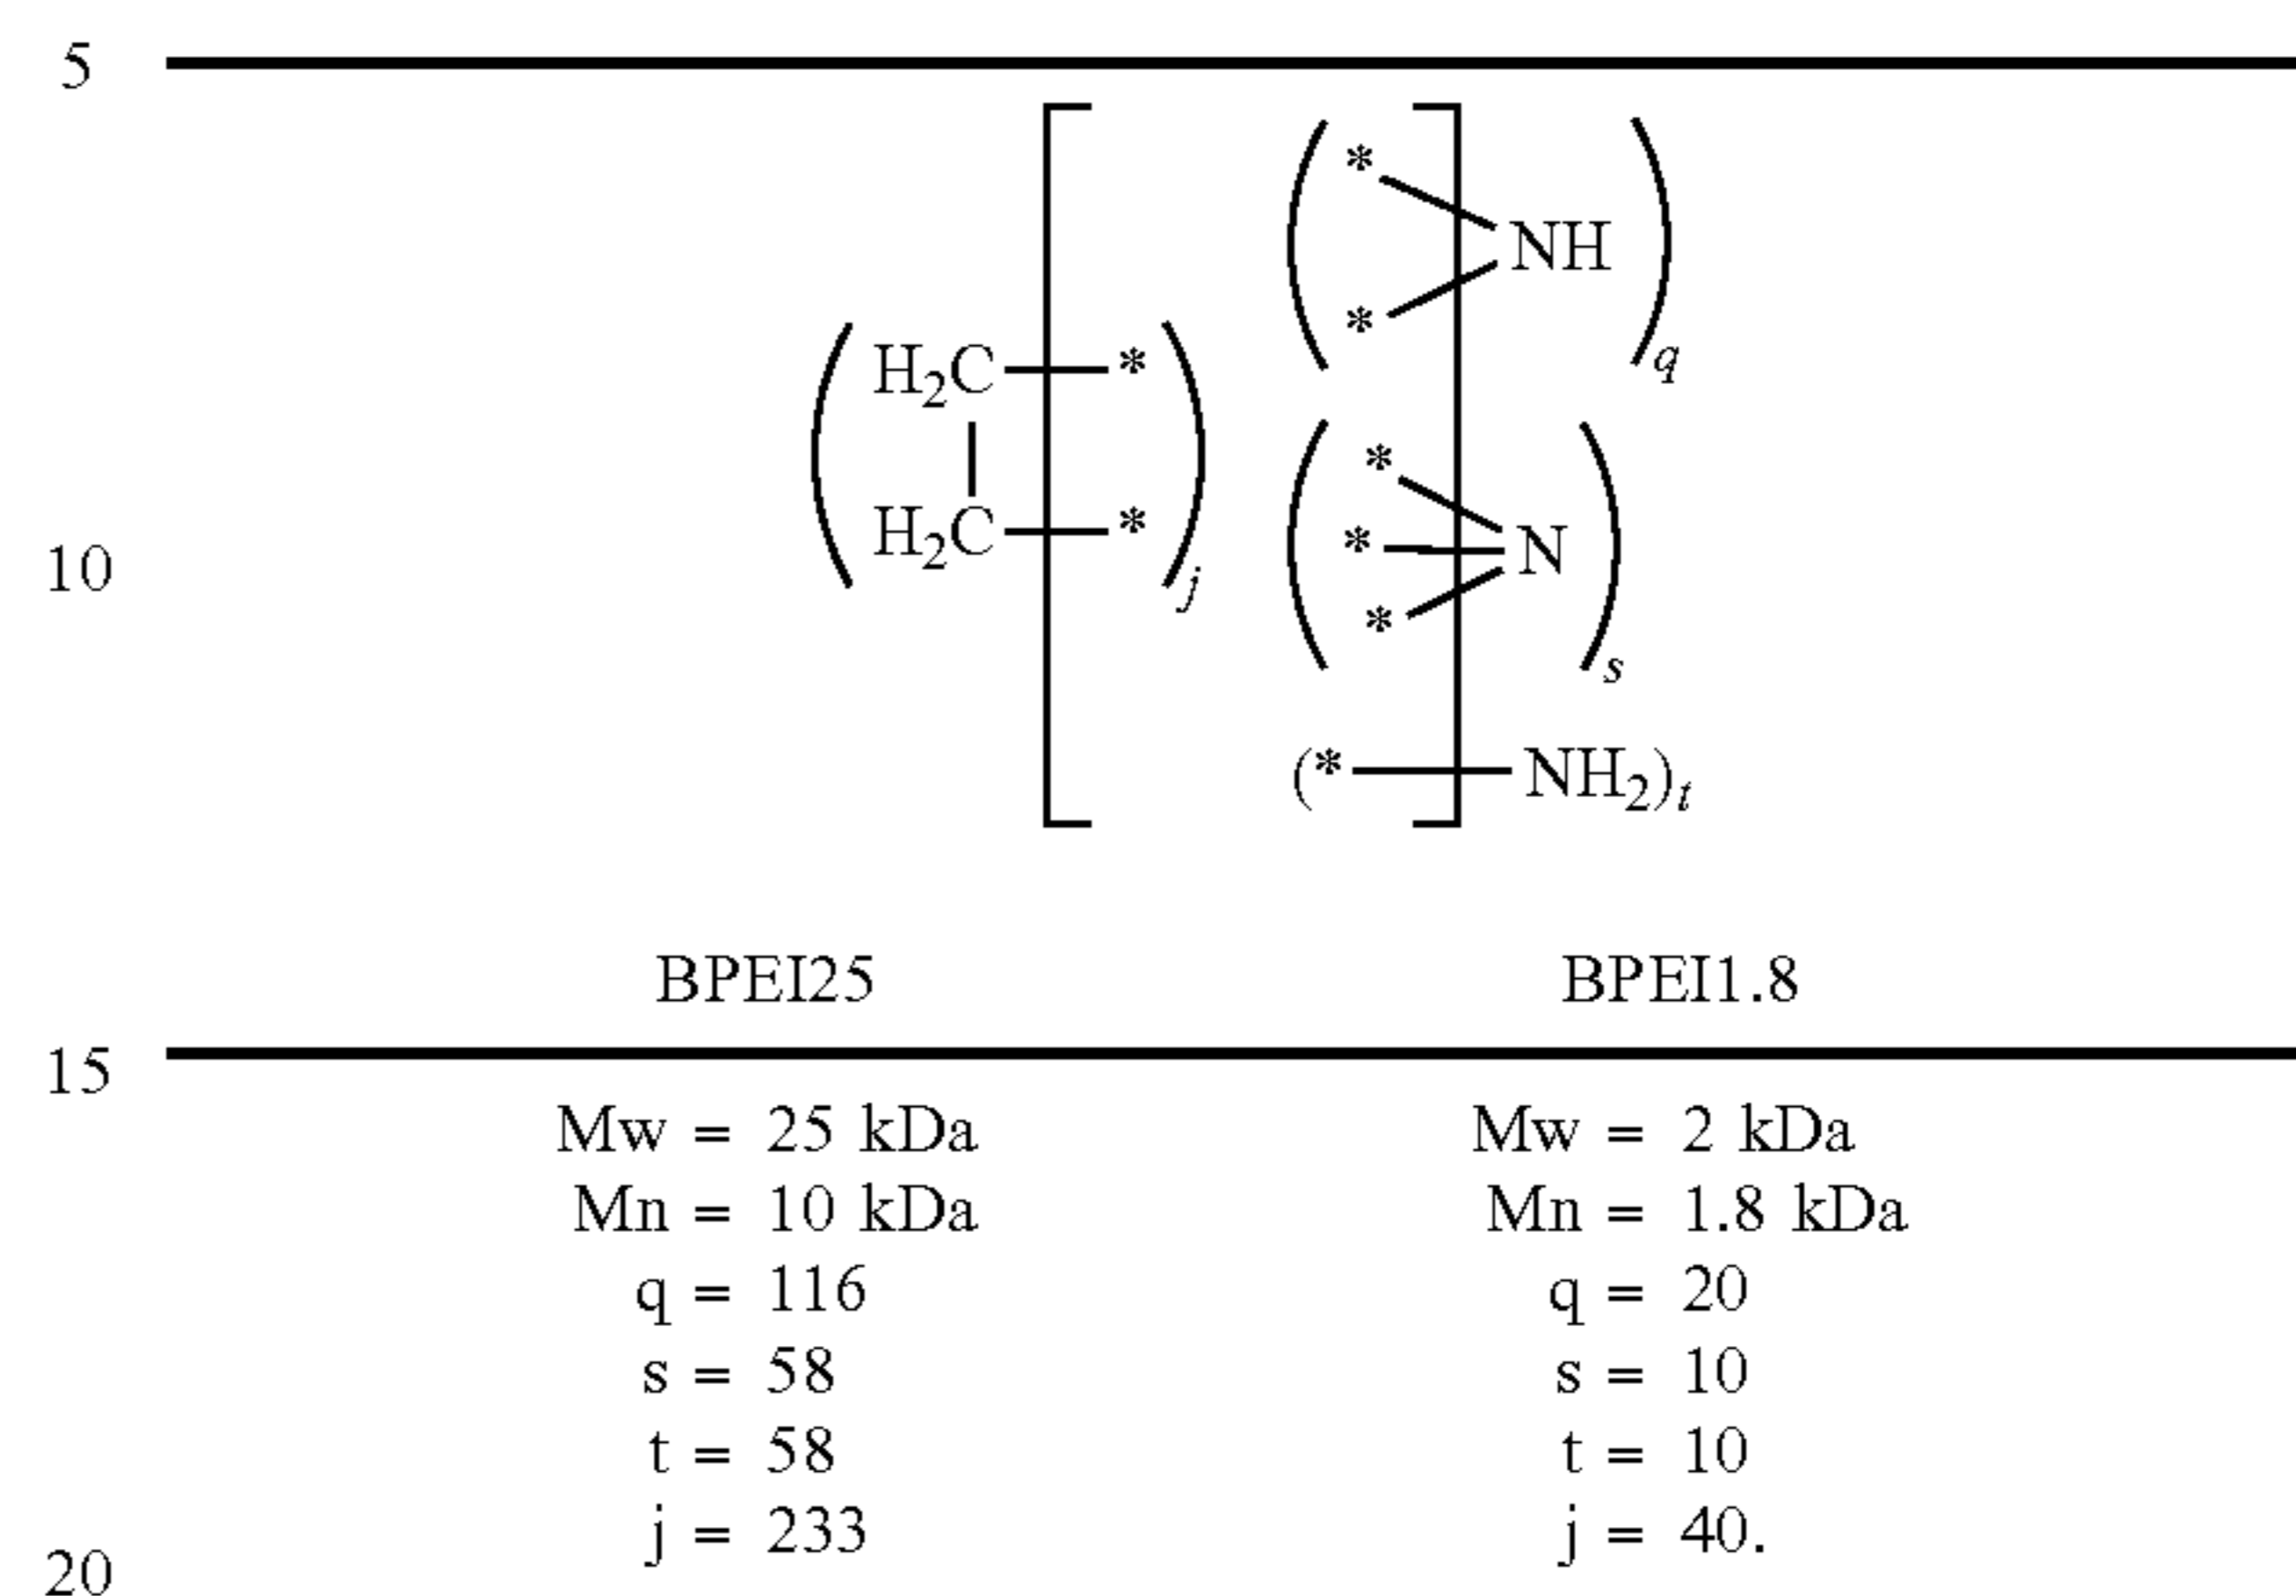 5
* NH
* q
H2C *
* H2C * j
* N
* s
10
(* NH2)t
BPEI25 BPEI1.8
15
Mw = 25 kDa Mw = 2 kDa
Mn = 10 kDa Mn = 1.8 kDa
q = 116 q = 20
s = 58 s = 10
t = 58 t = 10
j = 233 j = 40.
20